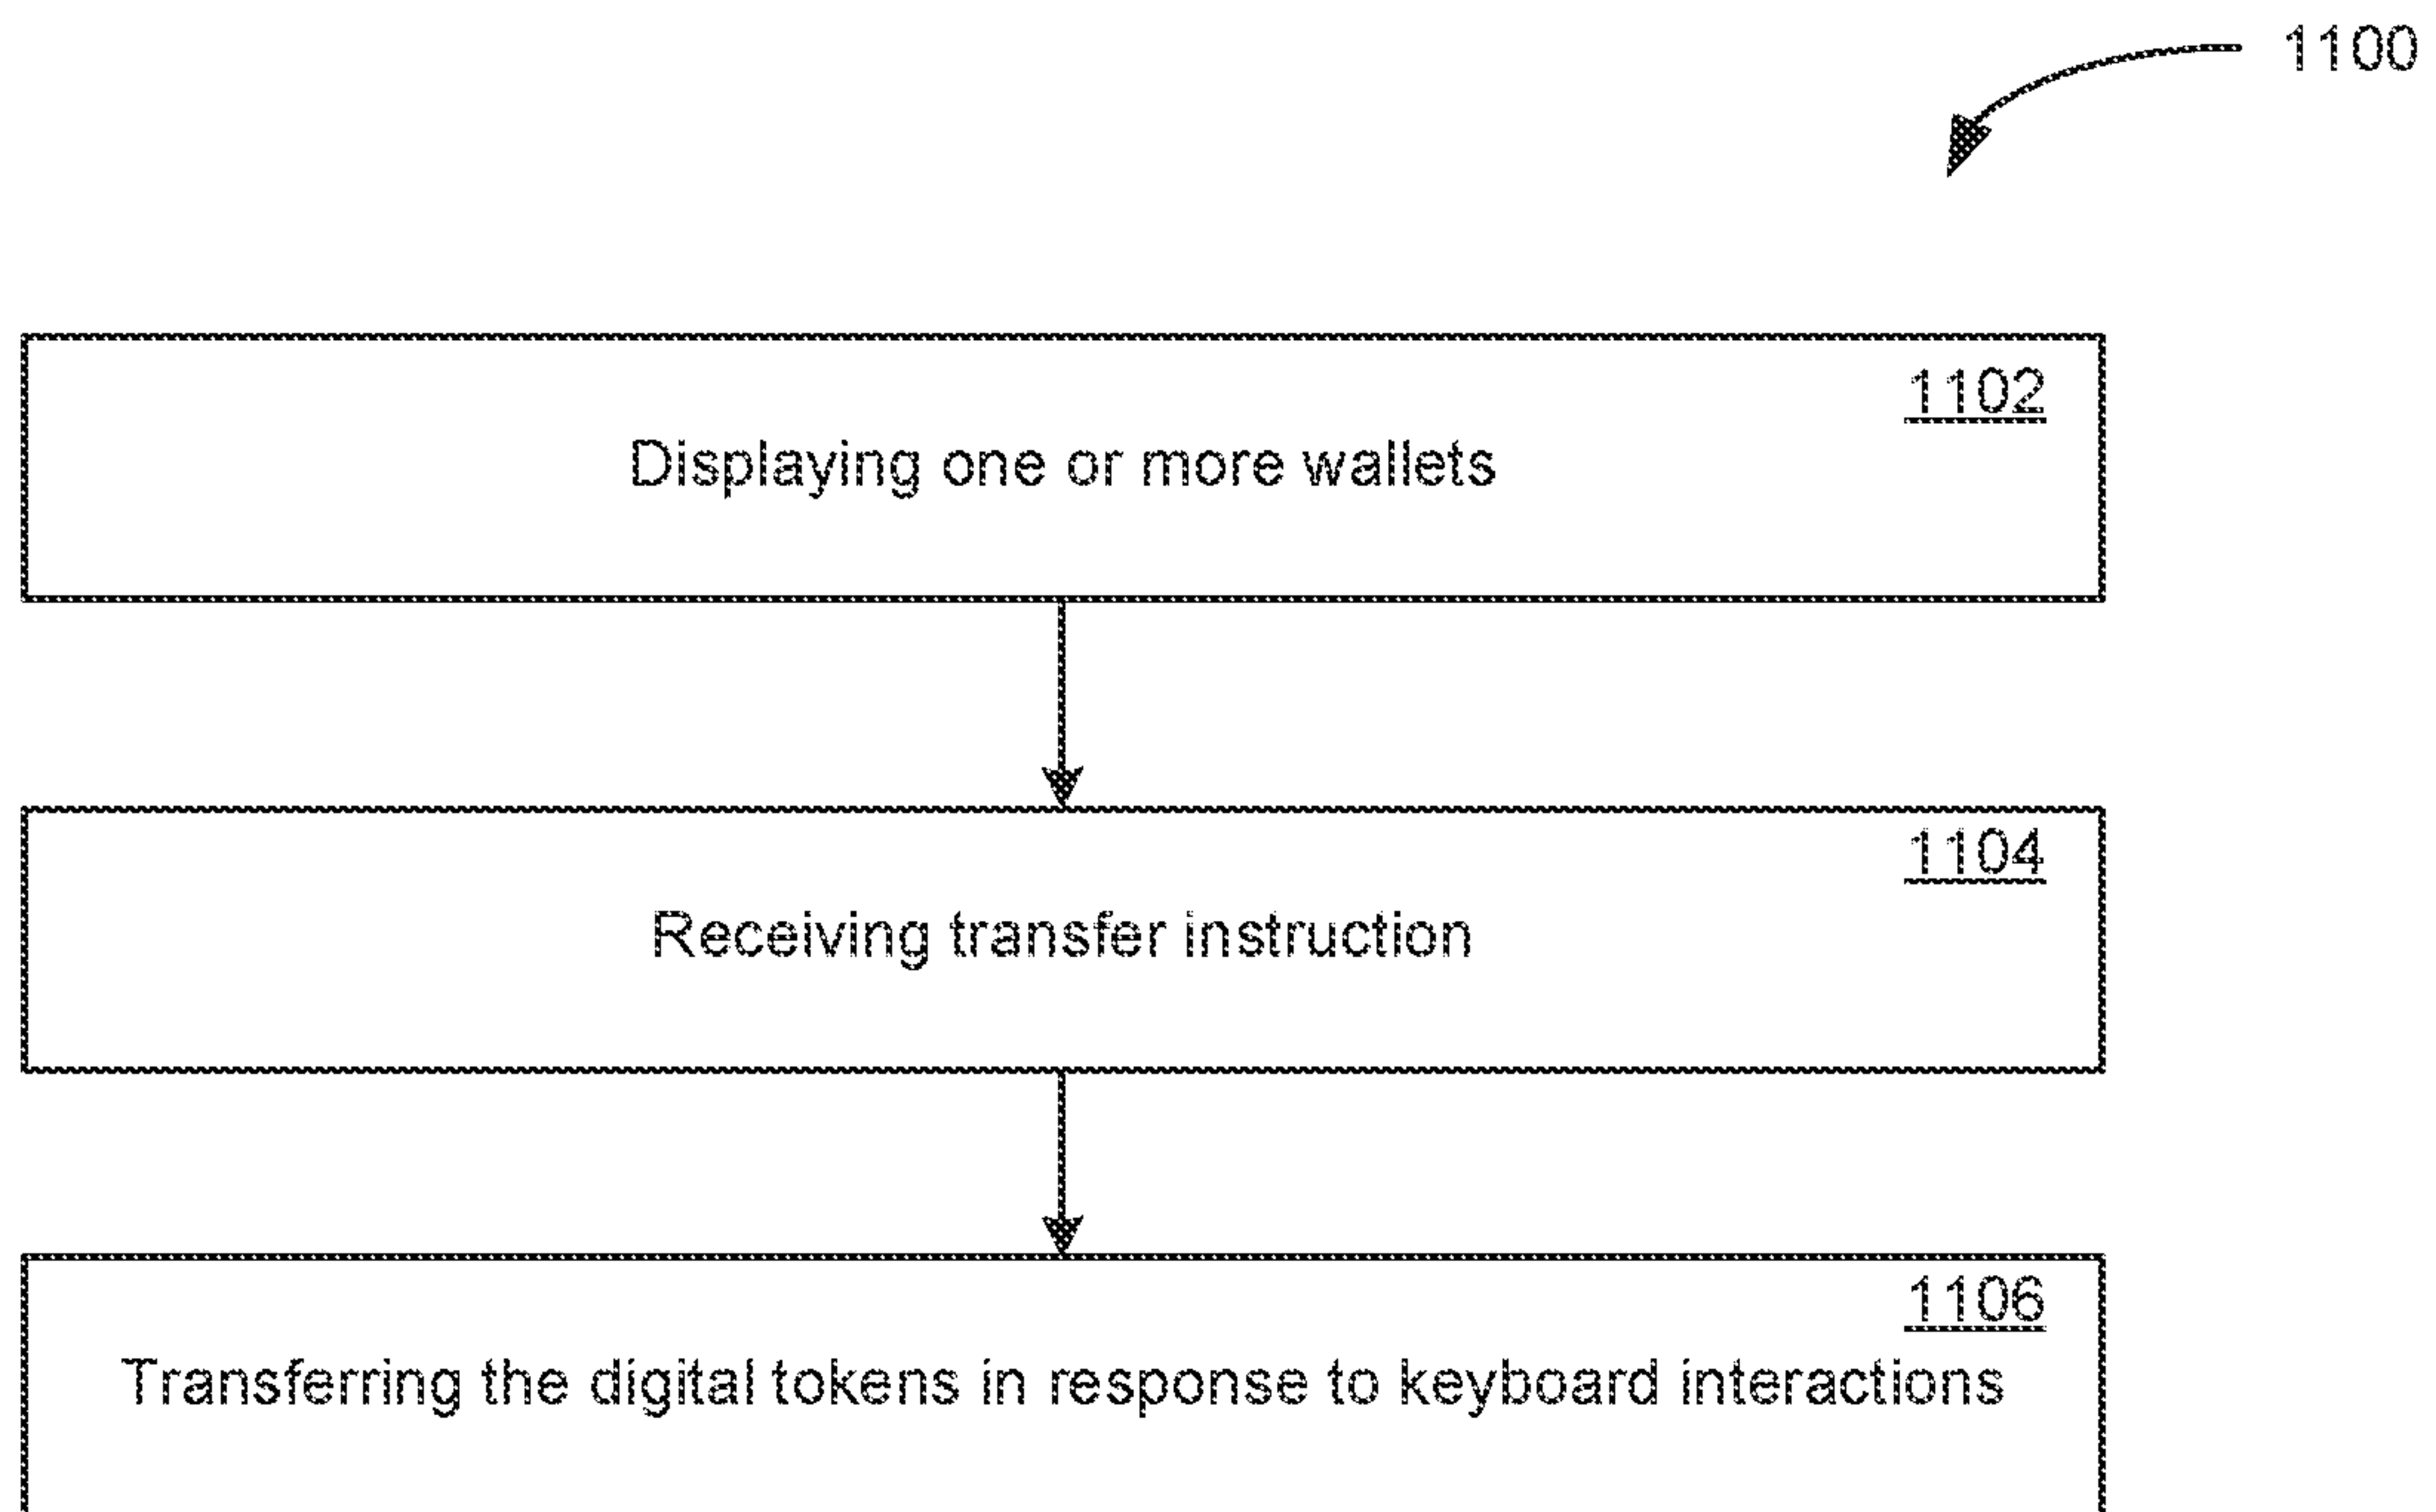 1100
1102
Displaying one or more wallets
1104
Receiving transfer instruction
1106
Transferring the digital tokens in response to keyboard interactions